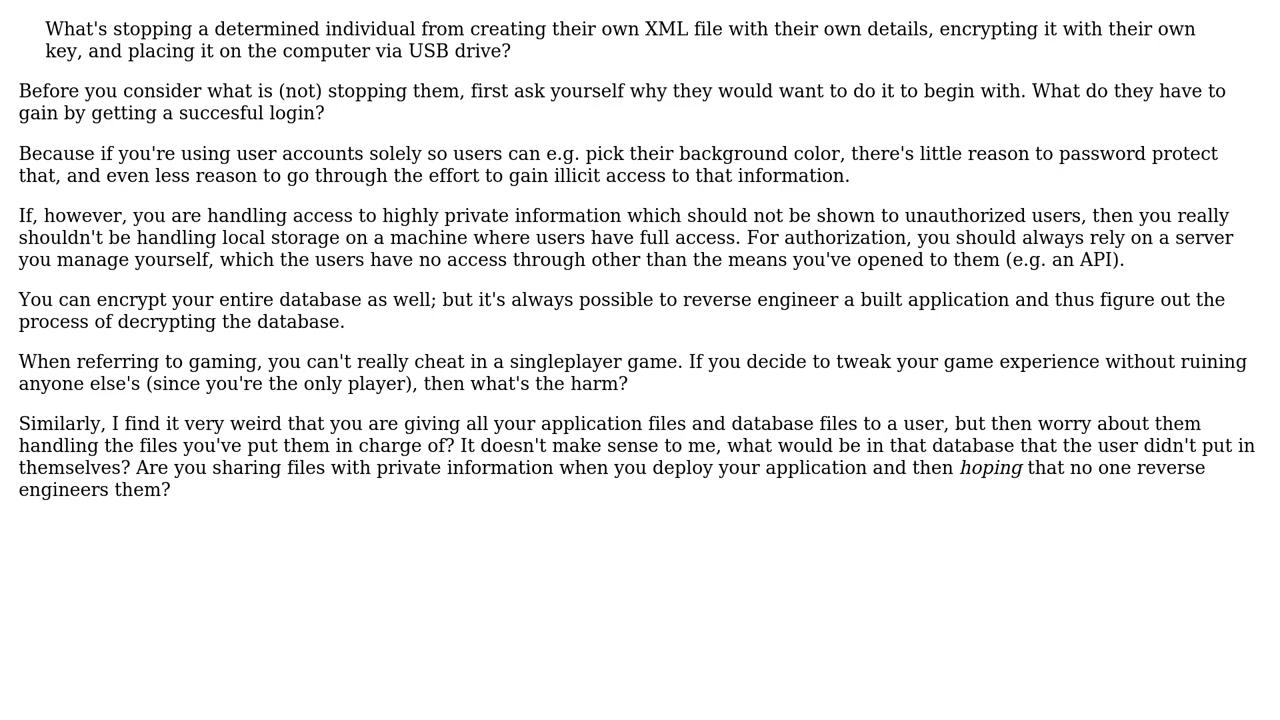 What's stopping a determined individual from creating their own XML file with their own details, encrypting it with their own
key, and placing it on the computer via USB drive?
Before you consider what is (not) stopping them, first ask yourself why they would want to do it to begin with. What do they have to
gain by getting a succesful login?
Because if you're using user accounts solely so users can e.g. pick their background color, there's little reason to password protect
that, and even less reason to go through the effort to gain illicit access to that information.
If, however, you are handling access to highly private information which should not be shown to unauthorized users, then you really
shouldn't be handling local storage on a machine where users have full access. For authorization, you should always rely on a server
you manage yourself, which the users have no access through other than the means you've opened to them (e.g. an API).
You can encrypt your entire database as well; but it's always possible to reverse engineer a built application and thus figure out the
process of decrypting the database.
When referring to gaming, you can't really cheat in a singleplayer game. If you decide to tweak your game experience without ruining
anyone else's (since you're the only player), then what's the harm?
Similarly, I find it very weird that you are giving all your application files and database files to a user, but then worry about them
handling the files you've put them in charge of? It doesn't make sense to me, what would be in that database that the user didn't put in
themselves? Are you sharing files with private information when you deploy your application and then hoping that no one reverse
engineers them?